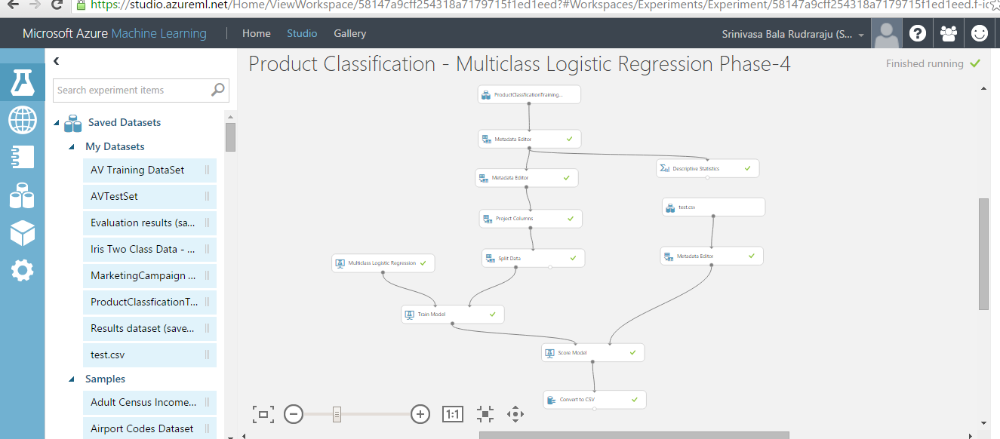 https://studio.azureml.net/Home/ViewWorkspace/58147a9cff254318a7179715f1ed1eed?#Workspaces/Experiments/Experiment/58147a9cff254318a7179715f1ed1eed.f-ic
Microsoft Azure Machine Learning | Home Studio Gallery Srinivasa Bala Rudraraju (S...
Product Classification - Multiclass Logistic Regression Phase-4
Finished running
Search experiment items
Saved Datasets
My Datasets
AV Training DataSet
AVTestSet
Evaluation results (sa...
Iris Two Class Data - ...
MarketingCampaign ...
ProductClassficationT...
Results dataset (save...
test.csv
Samples
Adult Census Income...
Airport Codes Dataset
ProductClassficationTraining...
Metadata Editor
Metadata Editor
Descriptive Statistics
test.csv
Project Columns
Multiclass Logistic Regression
Split Data
Metadata Editor
Train Model
Score Model
Convert to CSV
1:1